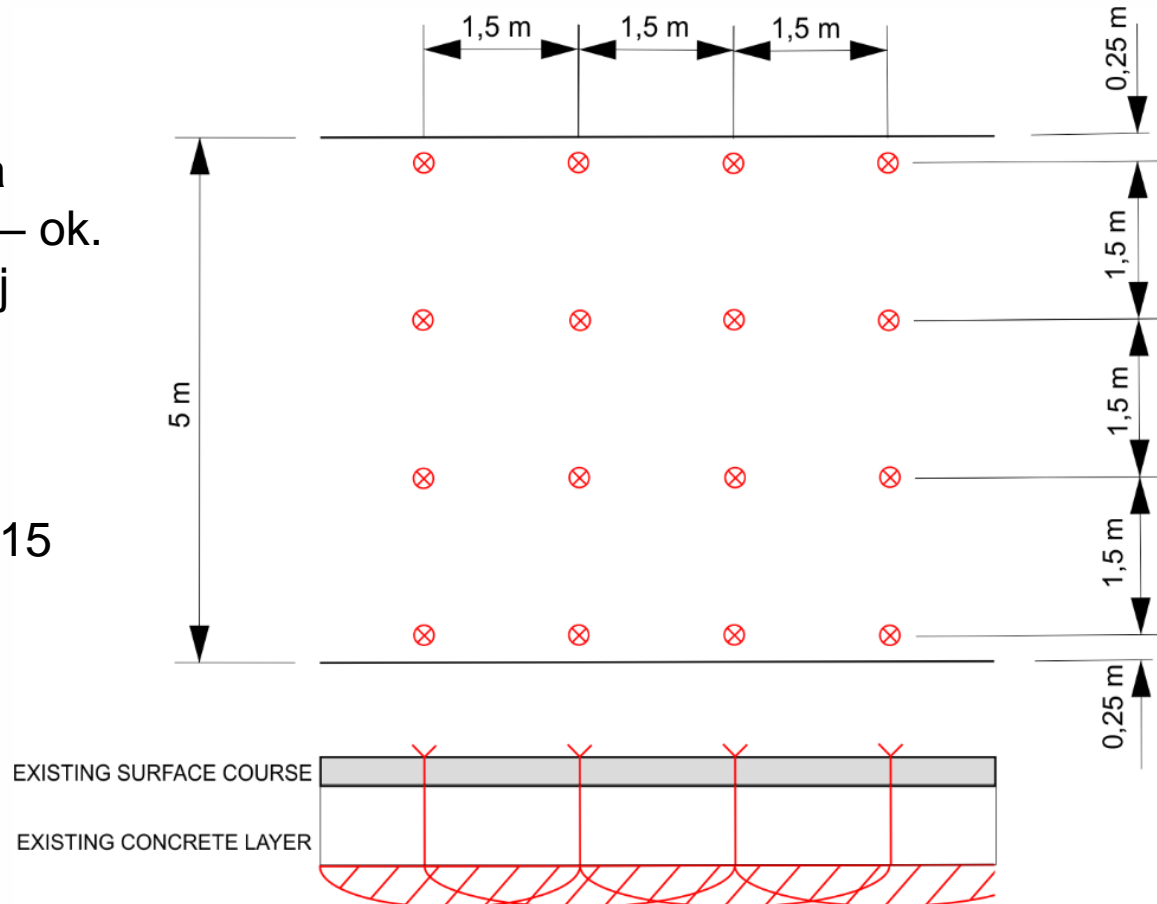 1,5 m 1,5 m 1,5 m
0,25 m
a
– ok.
j
1,5 m
5 m
1,5 m
15
1,5 m
0,25 m
EXISTING SURFACE COURSE
EXISTING CONCRETE LAYER